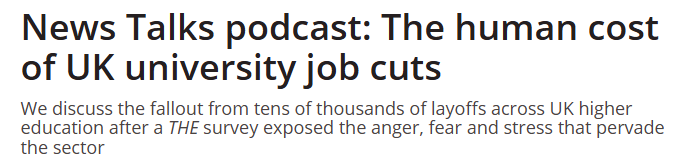 News Talks podcast: The human cost
of UK university job cuts
We discuss the fallout from tens of thousands of layoffs across UK higher
education after a THE survey exposed the anger, fear and stress that pervade
the sector